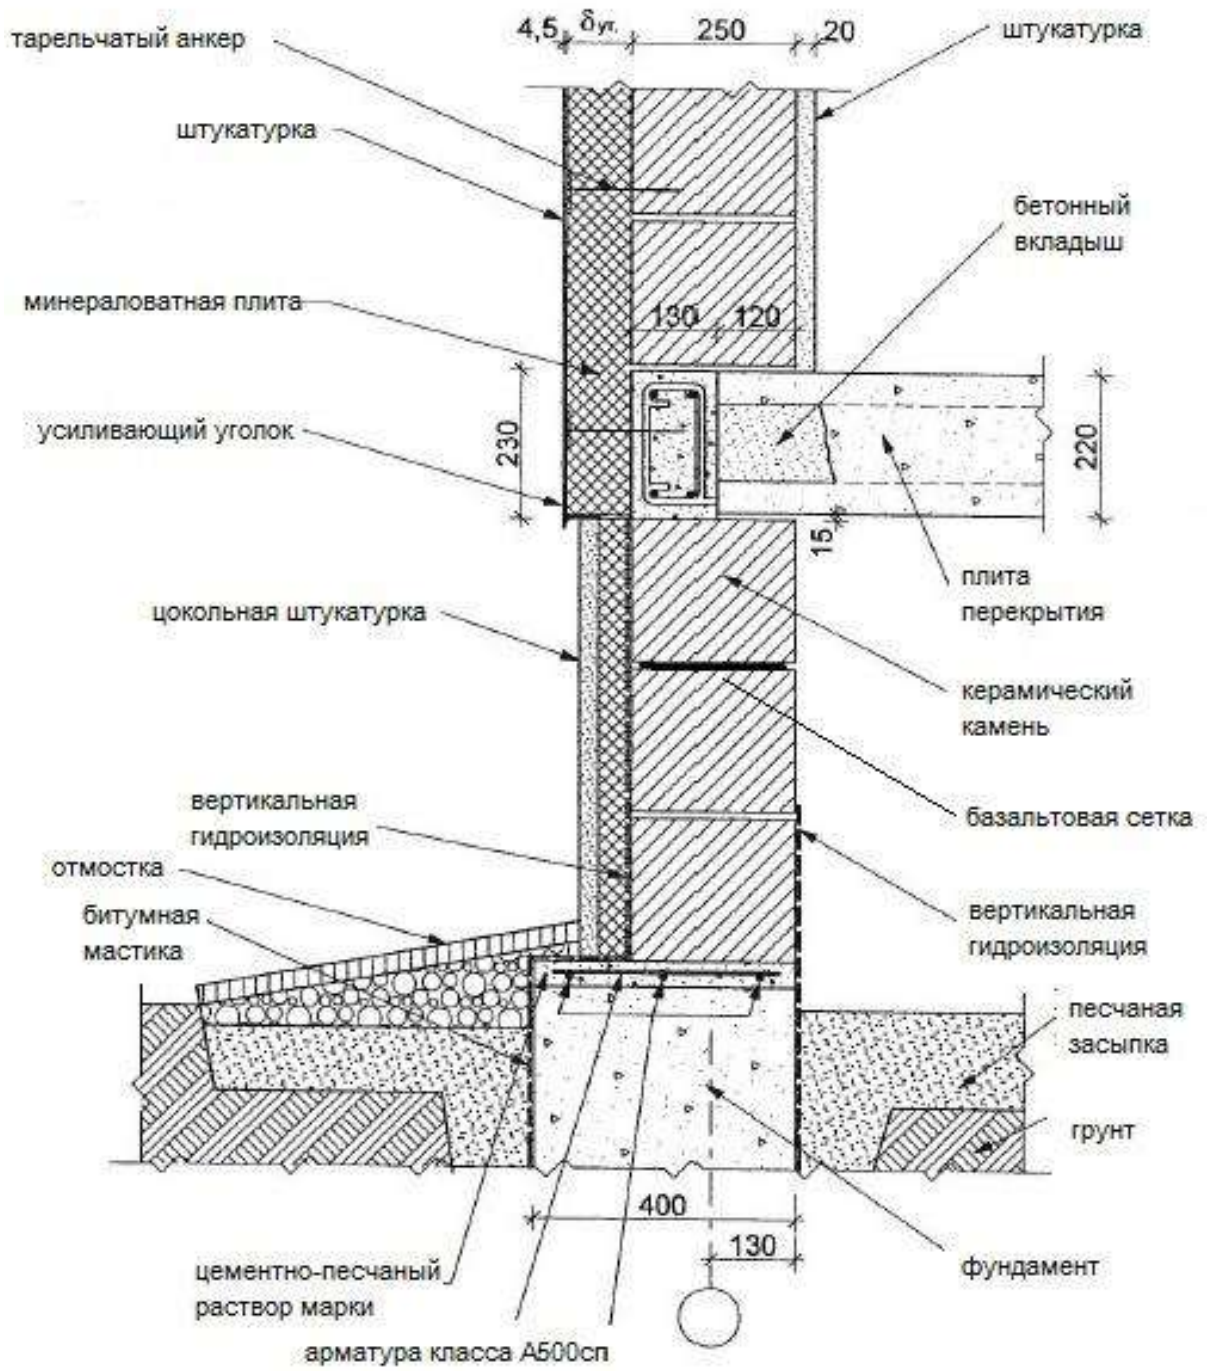 4,5 δут. 250 20
тарельчатый анкер
штукатурка
штукатурка
бетонный
вкладыш
минераловатная плита
130 120
усиливающий уголок
230
220
15
плита
перекрытия
цокольная штукатурка
керамический
камень
вертикальная
гидроизоляция
базальтовая сетка
отмостка
битумная
мастика
вертикальная
гидроизоляция
песчаная
засыпка
грунт
400
130
цементно-песчаный
раствор марки
фундамент
арматура класса А500сп